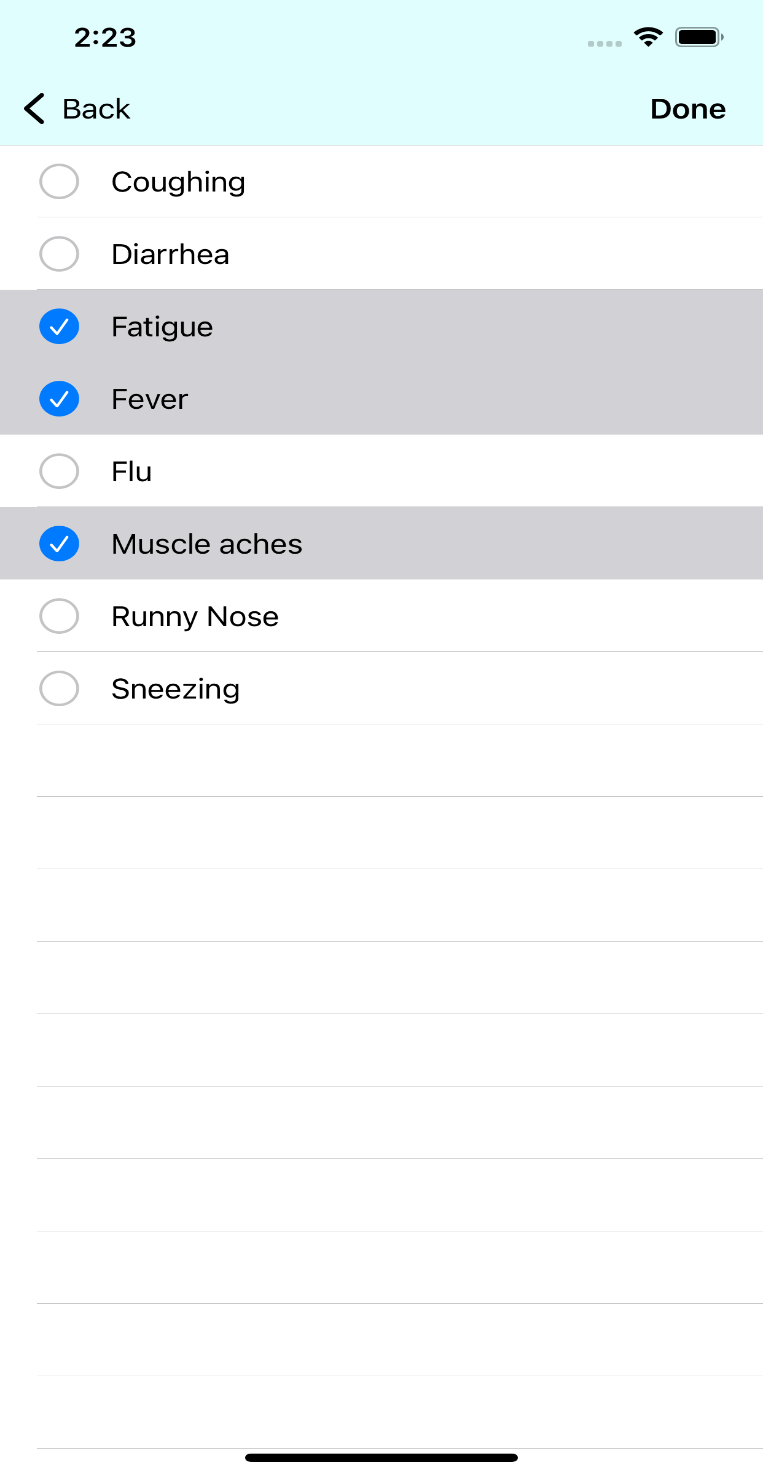 2:23
Back Done
Coughing
Diarrhea
Fatigue
Fever
Flu
Muscle aches
Runny Nose
Sneezing